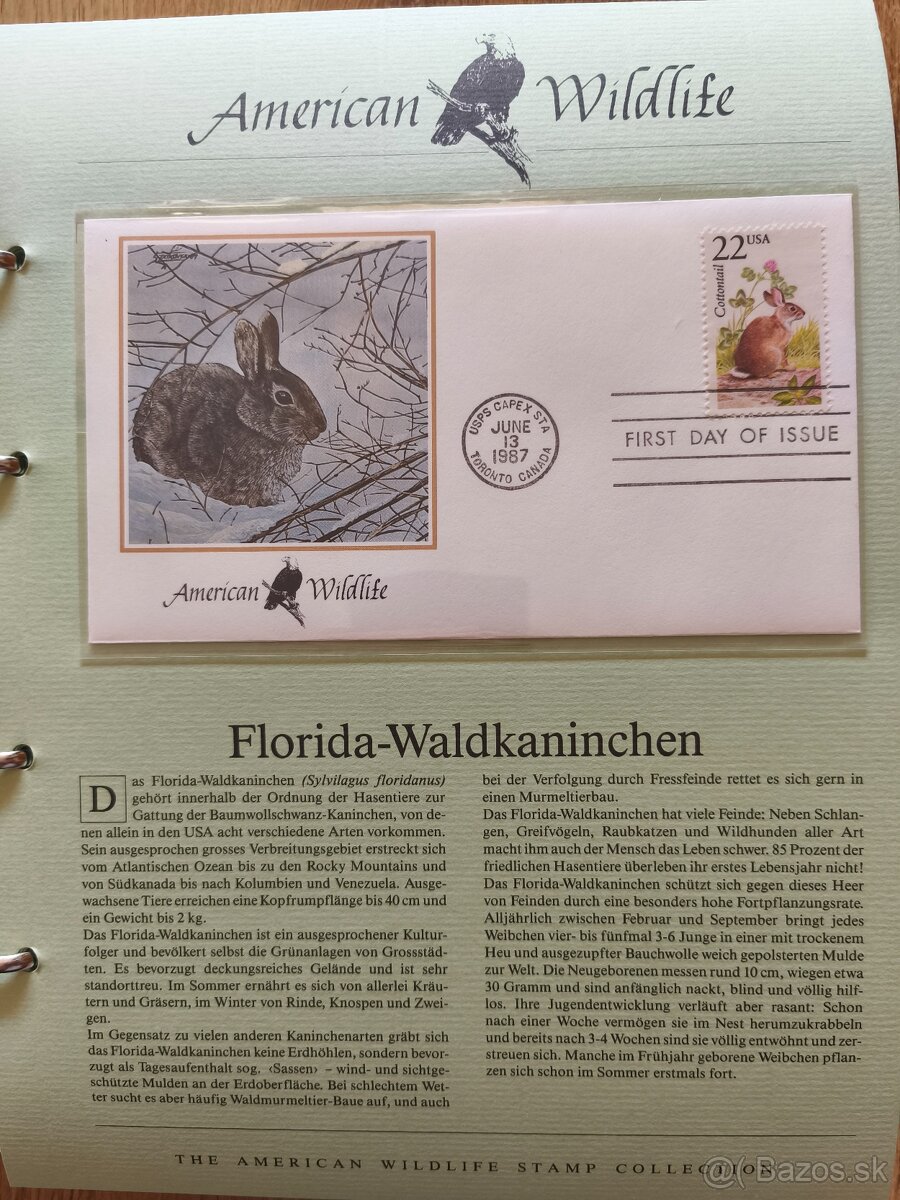 American Wildlife
22 USA
Cottontail
USPS CAPEX STA
JUNE
13
1987
TORONTO CANADA
FIRST DAY OF ISSUE
American Wildlife
Florida-Waldkaninchen
Das Florida-Waldkaninchen (Sylvilagus floridanus)
gehört innerhalb der Ordnung der Hasentiere zur
Gattung der Baumwollschwanz-Kaninchen, von de-
nen allein in den USA acht verschiedene Arten vorkommen.
Sein ausgesprochen grosses Verbreitungsgebiet erstreckt sich
vom Atlantischen Ozean bis zu den Rocky Mountains und
von Südkanada bis nach Kolumbien und Venezuela. Ausge-
wachsene Tiere erreichen eine Kopfrumpflänge bis 40 cm und
ein Gewicht bis 2 kg.
Das Florida-Waldkaninchen ist ein ausgesprochener Kultur-
folger und bevölkert selbst die Grünanlagen von Grossstäd-
ten. Es bevorzugt deckungsreiches Gelände und ist sehr
standorttreu. Im Sommer ernährt es sich von allerlei Kräu-
tern und Gräsern, im Winter von Rinde, Knospen und Zwei-
gen.
Im Gegensatz zu vielen anderen Kaninchenarten gräbt sich
das Florida-Waldkaninchen keine Erdhöhlen, sondern bevor-
zugt als Tagesaufenthalt sog. ‹Sassen› – wind- und sichtge-
schützte Mulden an der Erdoberfläche. Bei schlechtem Wet-
ter sucht es aber häufig Waldmurmeltier-Baue auf, und auch
bei der Verfolgung durch Fressfeinde rettet es sich gern in
einen Murmeltierbau.
Das Florida-Waldkaninchen hat viele Feinde: Neben Schlan-
gen, Greifvögeln, Raubkatzen und Wildhunden aller Art
macht ihm auch der Mensch das Leben schwer. 85 Prozent der
friedlichen Hasentiere überleben ihr erstes Lebensjahr nicht!
Das Florida-Waldkaninchen schützt sich gegen dieses Heer
von Feinden durch eine besonders hohe Fortpflanzungsrate.
Alljährlich zwischen Februar und September bringt jedes
Weibchen vier- bis fünfmal 3-6 Junge in einer mit trockenem
Heu und ausgezupfter Bauchwolle weich gepolsterten Mulde
zur Welt. Die Neugeborenen messen rund 10 cm, wiegen etwa
30 Gramm und sind anfänglich nackt, blind und völlig hilf-
los. Ihre Jugendentwicklung verläuft aber rasant: Schon
nach einer Woche vermögen sie im Nest herumzukrabbeln
und bereits nach 3-4 Wochen sind sie völlig entwöhnt und zer-
streuen sich. Manche im Frühjahr geborene Weibchen pflan-
zen sich schon im Sommer erstmals fort.
THE AMERICAN WILDLIFE STAMP COLLECTION
@Bazos.sk